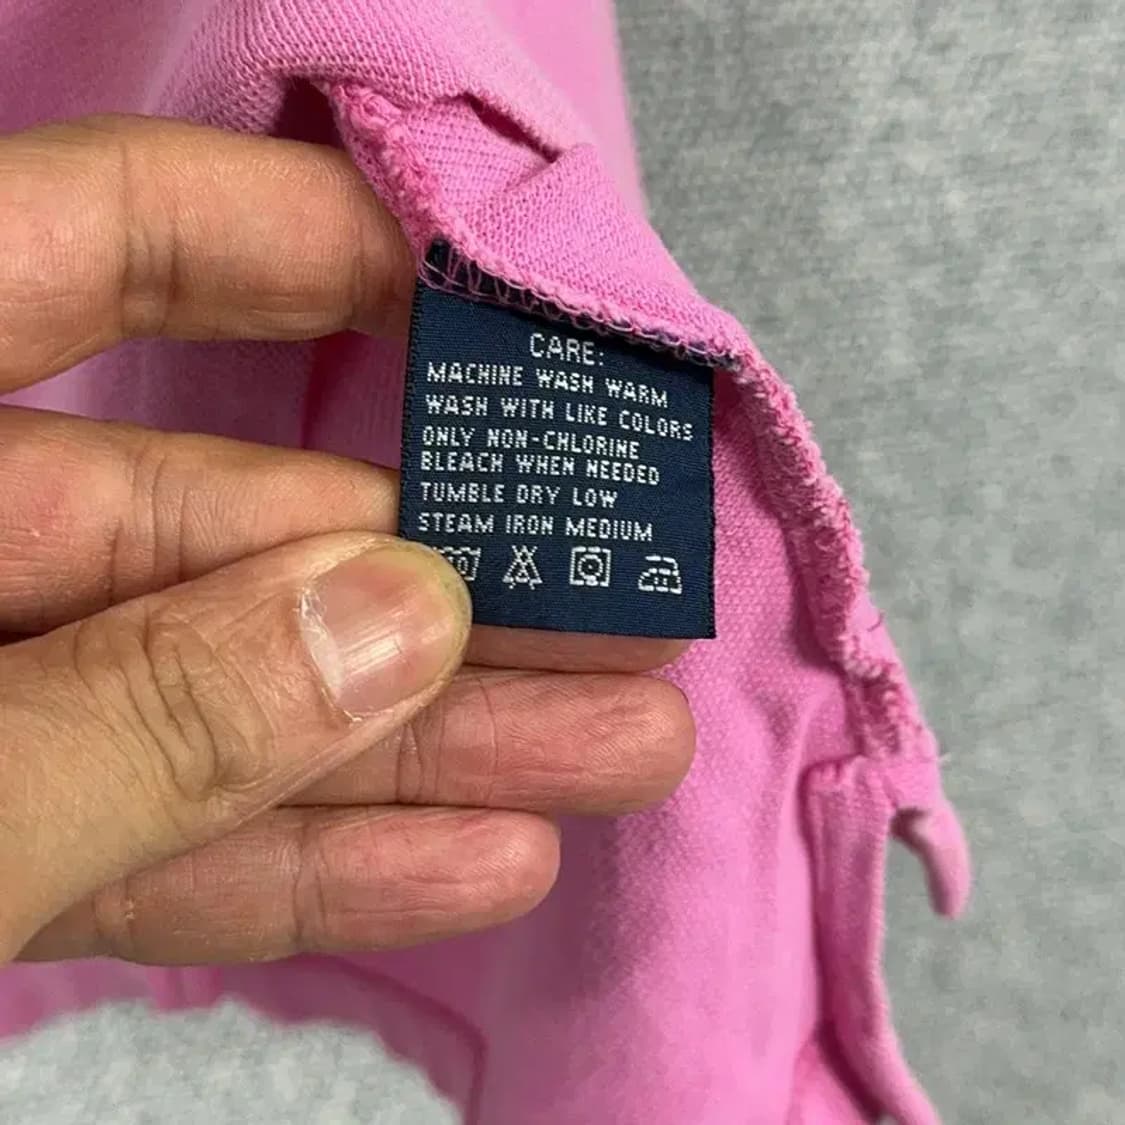 CARE:
MACHINE WASH WARM
WASH WITH LIKE COLORS
ONLY NON-CHLORINE
BLEACH WHEN NEEDED
TUMBLE DRY LOW
STEAM IRON MEDIUM